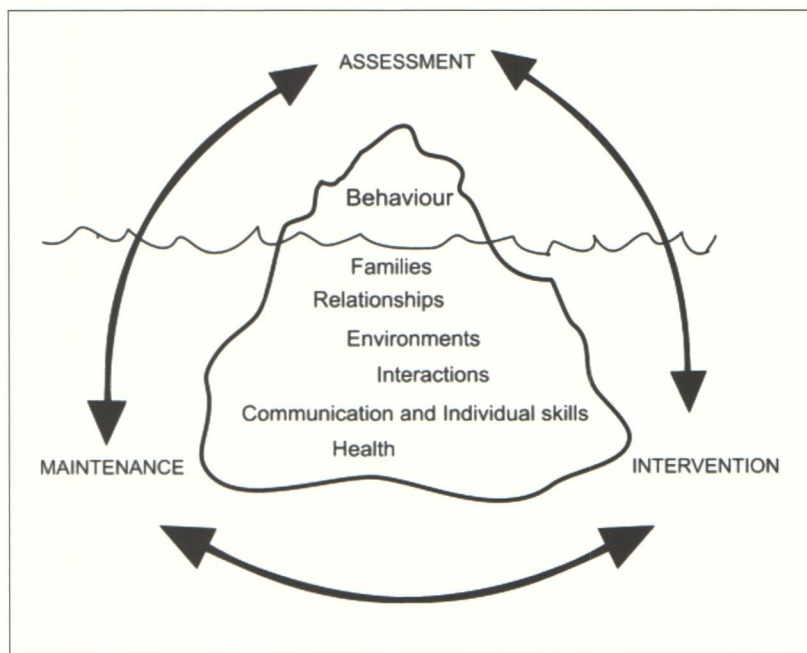 ASSESSMENT
Behaviour
Families
Relationships
Environments
Interactions
Communication and Individual skills
Health
MAINTENANCE
INTERVENTION